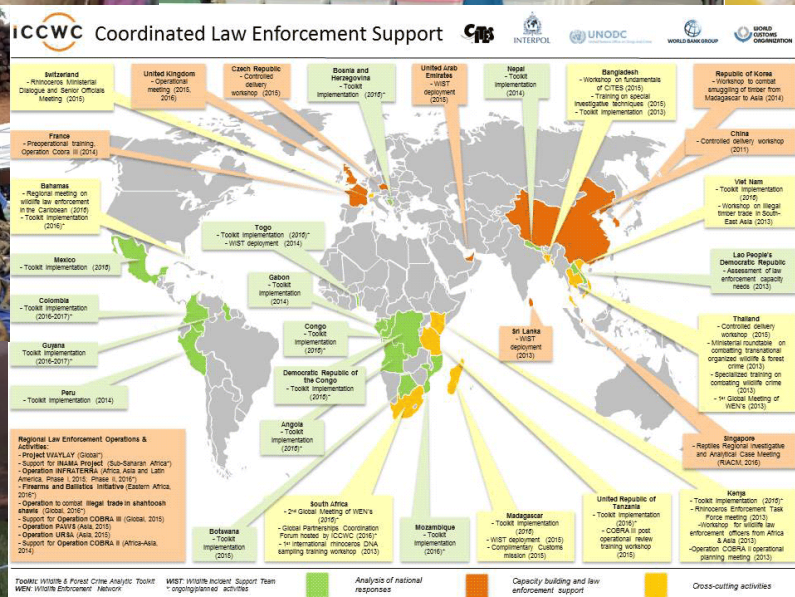 ICCWC Coordinated Law Enforcement Support
CITES
INTERPOL
UNODC
WORLD BANK GROUP
WORLD
CUSTOMS
ORGANIZATION
Switzerland
- Rhinoceros Ministerial
Dialogue and Senior Officials
Meeting (2015)
United Kingdom
- Operational
meeting (2015,
2016)
Czech Republic
- Controlled
delivery
workshop (2015)
Bosnia and
Herzegovina
- Toolkit
Implementation (2016)*
United Arab
Emirates
- WIST
deployment
(2015)
Nepal
- Toolkit
Implementation
(2014)
Bangladesh
- Workshop on fundamentals
of CITES (2015)
- Training on special
investigative techniques (2015)
- Toolkit Implementation (2013)
Republic of Korea
- Workshop to combat
smuggling of timber from
Madagascar to Asia (2014)
France
- Preoperational training,
Operation Cobra III (2014)
China
- Controlled delivery workshop
(2011)
Bahamas
- Regional meeting on
wildlife law enforcement
in the Caribbean (2016)
- Toolkit Implementation
(2016)*
Viet Nam
- Toolkit Implementation
(2016)
- Workshop on illegal
timber trade in South-
East Asia (2013)
Togo
- Toolkit Implementation (2016)*
- WIST deployment (2014)
Mexico
- Toolkit Implementation (2016)
Lao People's
Democratic Republic
- Assessment of law
enforcement capacity
needs (2013)
Gabon
- Toolkit
Implementation
(2014)
Colombia
- Toolkit Implementation
(2016-2017)*
Congo
- Toolkit
Implementation
(2016)*
Sri Lanka
- WIST
deployment
(2013)
Thailand
- Controlled delivery
workshop (2015)
- Ministerial roundtable on
combatting transnational
organized wildlife & forest
crime (2013)
- Specialized training on
combating wildlife crime
(2013)
- 1st Global Meeting of
WEN's (2013)
Guyana
Toolkit Implementation
(2016-2017)*
Democratic Republic of
the Congo
- Toolkit Implementation
(2016)*
Peru
- Toolkit Implementation (2014)
Angola
- Toolkit
Implementation
(2016)*
Singapore
- Reptiles Regional Investigative
and Analytical Case Meeting
(RIACM, 2016)
Regional Law Enforcement Operations &
Activities:
- Project WAYLAY (Global*)
- Support for INAMA Project (Sub-Saharan Africa*)
- Operation INFRATERRA (Africa, Asia and Latin
America, Phase I, 2015. Phase II, 2016*)
- Firearms and Ballistics Initiative (Eastern Africa,
2016*)
- Operation to combat illegal trade in shahtoosh
shawls (Global, 2016*)
- Support for Operation COBRA III (Global, 2015)
- Operation PAWS (Asia, 2015)
- Operation URSA (Asia, 2015)
- Support for Operation COBRA II (Africa-Asia,
2014)
Botswana
- Toolkit
Implementation
(2015)
South Africa
- 2nd Global Meeting of WEN's
(2016)*
- Global Partnerships Coordination
Forum hosted by ICCWC (2016)*
- 1st International rhinoceros DNA
sampling training workshop (2013)
Mozambique
- Toolkit
Implementation
(2016)*
Madagascar
- Toolkit Implementation
(2016)
- WIST deployment (2015)
- Complimentary Customs
mission (2015)
United Republic of
Tanzania
- Toolkit Implementation
(2016)*
- COBRA III post
operational review
training workshop
(2015)
Kenya
- Toolkit Implementation (2016)*
- Rhinoceros Enforcement Task
Force meeting (2013)
-Workshop for wildlife law
enforcement officers from Africa
& Asia (2013)
-Operation COBRA II operational
planning meeting (2013)
Toolkit: Wildlife & Forest Crime Analytic Toolkit WIST: Wildlife Incident Support Team
WEN: Wildlife Enforcement Network *: ongoing/planned activities
Analysis of national
responses
Capacity building and law
enforcement support
Cross-cutting activities